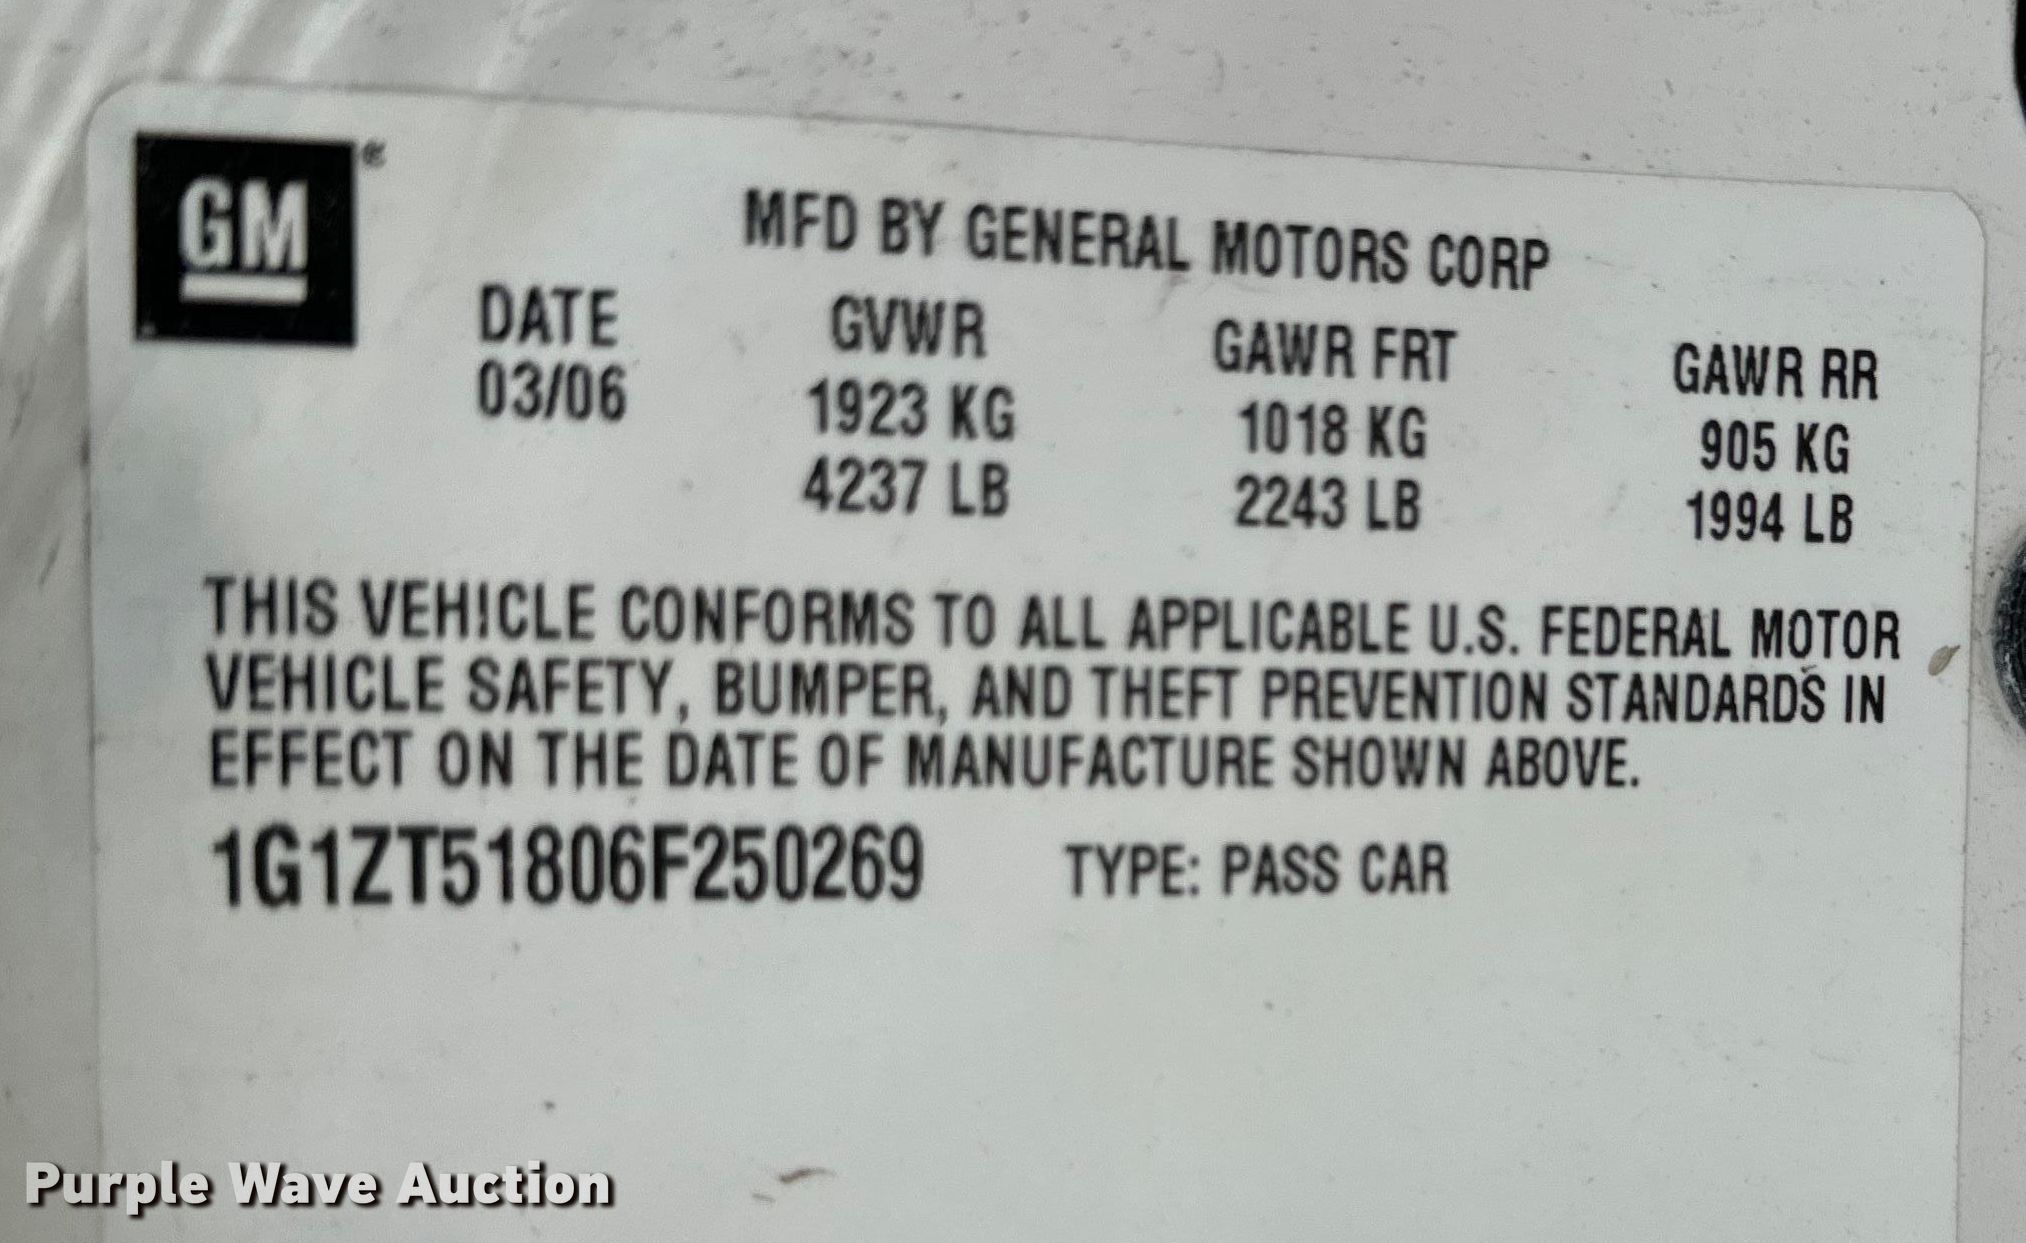 GM®
MFD BY GENERAL MOTORS CORP
DATE GVWR GAWR FRT GAWR RR
03/06 1923 KG 1018 KG 905 KG
4237 LB 2243 LB 1994 LB
THIS VEHICLE CONFORMS TO ALL APPLICABLE U.S. FEDERAL MOTOR
VEHICLE SAFETY, BUMPER, AND THEFT PREVENTION STANDARDS IN
EFFECT ON THE DATE OF MANUFACTURE SHOWN ABOVE.
1G1ZT51806F250269 TYPE: PASS CAR
Purple Wave Auction